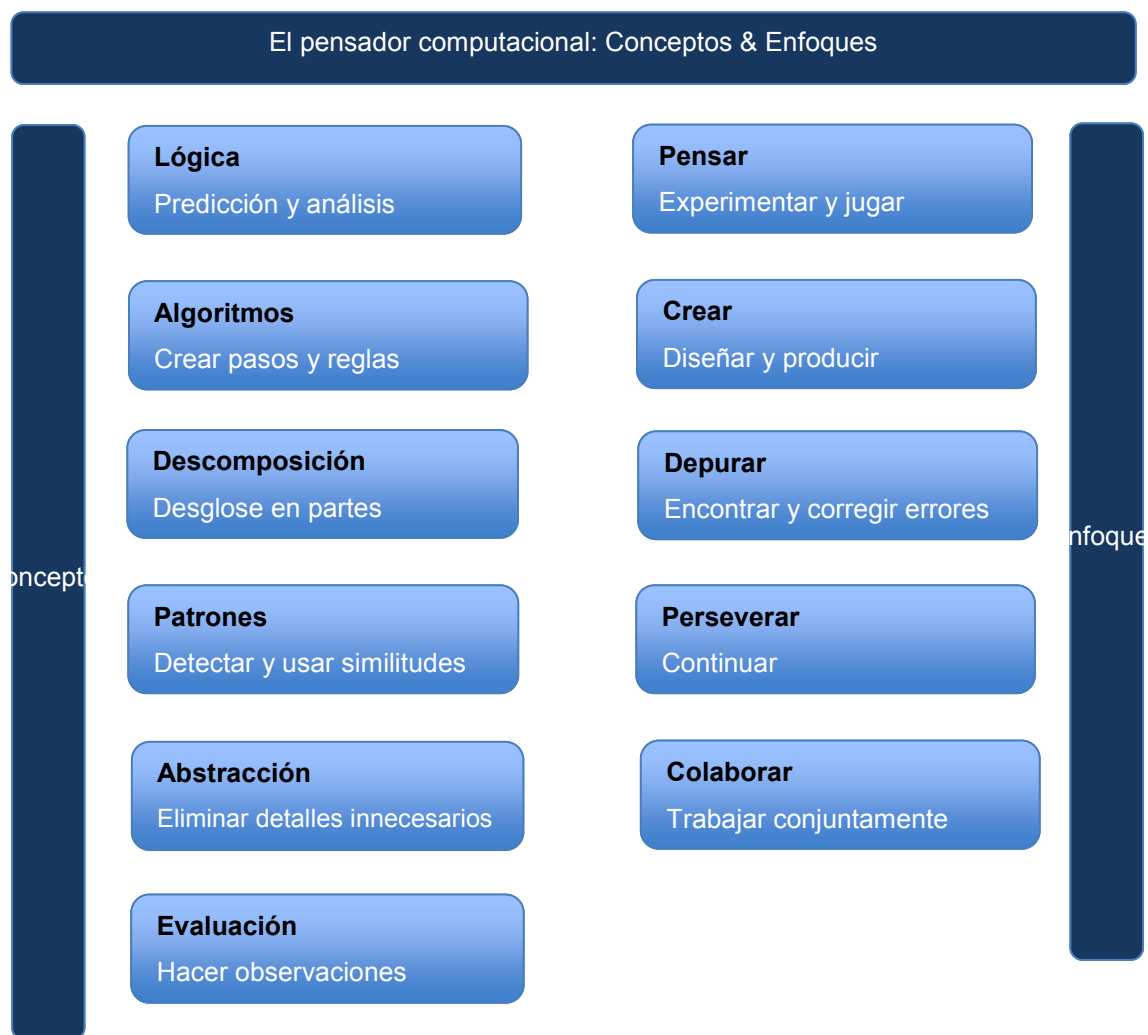 El pensador computacional: Conceptos & Enfoques
oncepto
Lógica
Predicción y análisis
Algoritmos
Crear pasos y reglas
Descomposición
Desglose en partes
Patrones
Detectar y usar similitudes
Abstracción
Eliminar detalles innecesarios
Evaluación
Hacer observaciones
Pensar
Experimentar y jugar
Crear
Diseñar y producir
Depurar
Encontrar y corregir errores
Perseverar
Continuar
Colaborar
Trabajar conjuntamente
nfoque